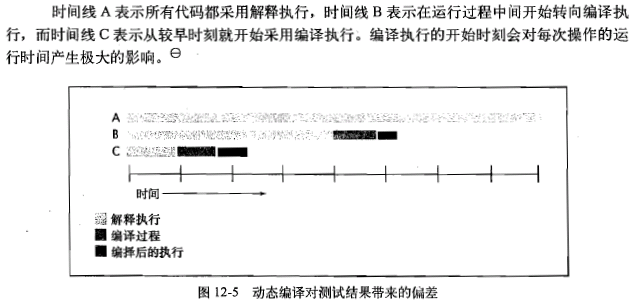 时间线 A 表示所有代码都采用解释执行，时间线 B 表示在运行过程中间开始转向编译执
行，而时间线 C 表示从较早时刻就开始采用编译执行。编译执行的开始时刻会对每次操作的运
行时间产生极大的影响。㊀
A
B
C
时间
解释执行
编译过程
编择后的执行
图 12-5 动态编译对测试结果带来的偏差